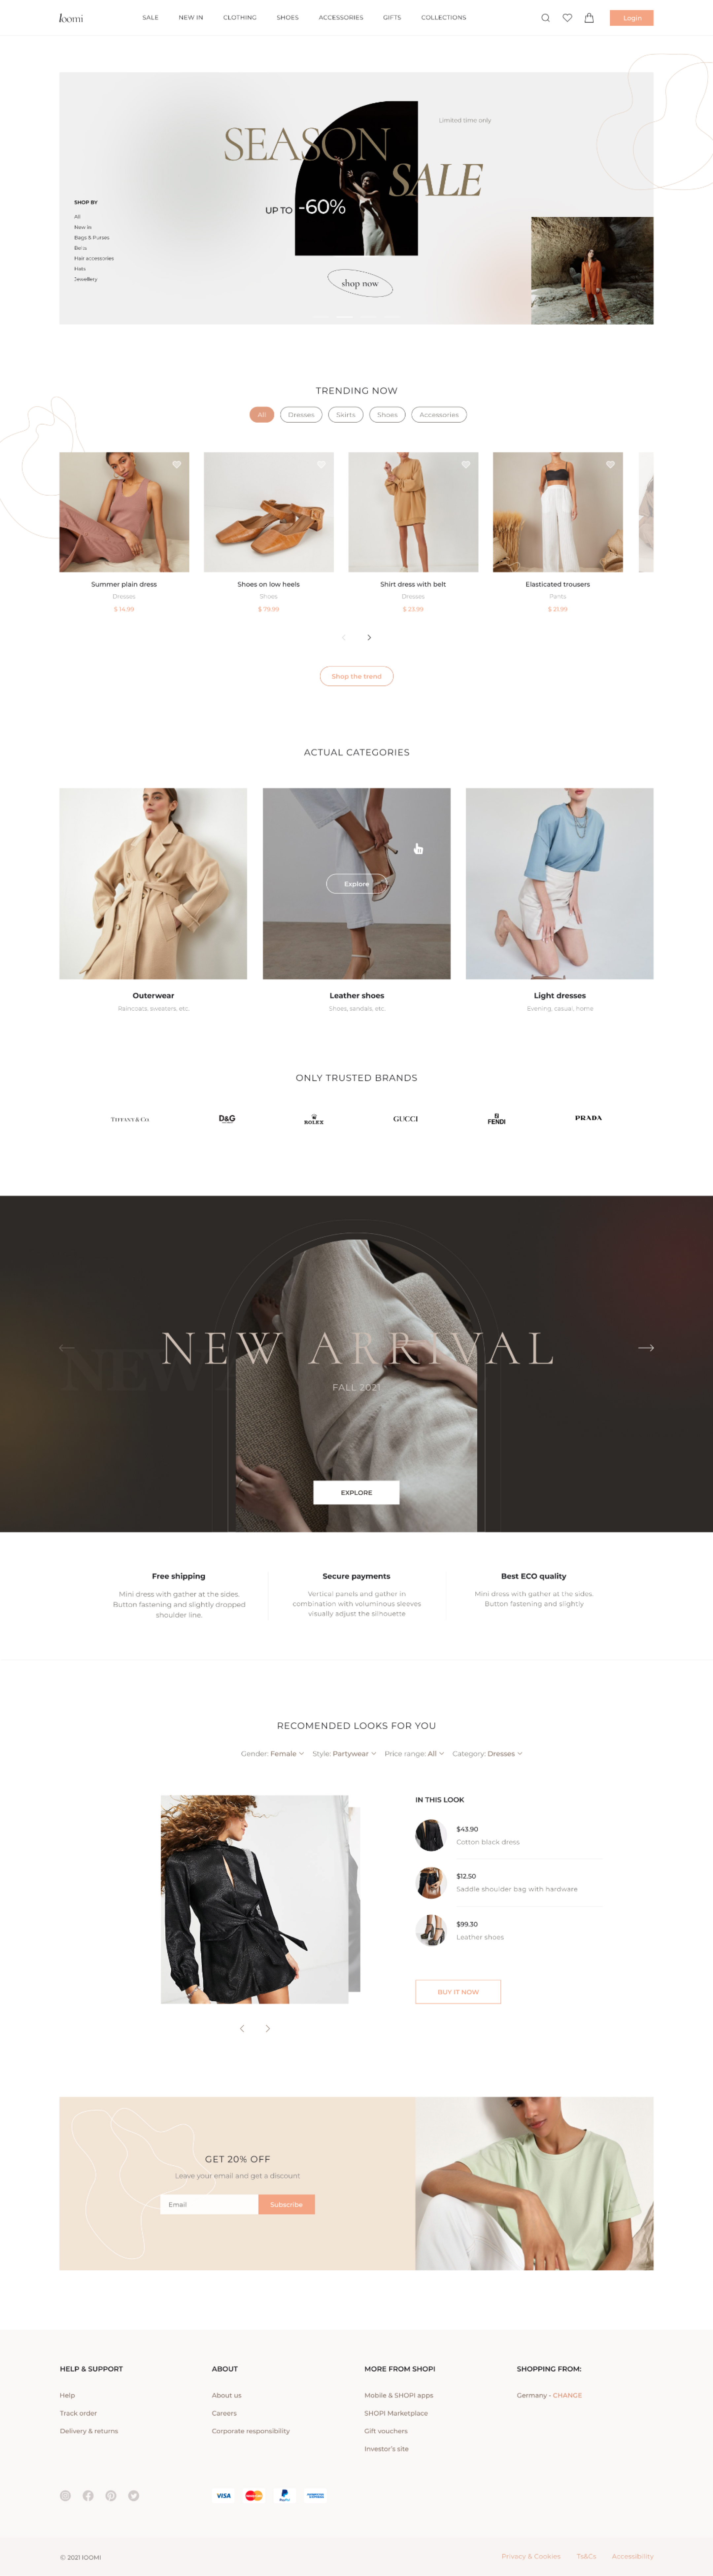 loomi
SALE NEW IN CLOTHING SHOES ACCESSORIES GIFTS COLLECTIONS
Login
Limited time only
SEASON
SALE
UP TO -60%
SHOP BY
All
New in
Bags & Purses
Belts
Hair accessories
Hats
Jewellery
shop now
TRENDING NOW
All Dresses Skirts Shoes Accessories
Summer plain dress
Dresses
$ 14.99
Shoes on low heels
Shoes
$ 79.99
Shirt dress with belt
Dresses
$ 23.99
Elasticated trousers
Pants
$ 21.99
Shop the trend
ACTUAL CATEGORIES
Explore
Outerwear
Raincoacs, sweaters, etc.
Leather shoes
Shoes, sandals, etc.
Light dresses
Evening, casual, home
ONLY TRUSTED BRANDS
TIFFANY & CO
D&G
ROLEX
GUCCI
FENDI
PRADA
NEW
NEW ARRIVAL
FALL 2021
EXPLORE
Free shipping
Mini dress with gather at the sides.
Button fastening and slightly dropped
shoulder line.
Secure payments
Vertical panels and gather in
combination with voluminous sleeves
visually adjust the silhouette
Best ECO quality
Mini dress with gather at the sides.
Button fastening and slightly
RECOMENDED LOOKS FOR YOU
Gender: Female Style: Partywear Price range: All Category: Dresses
IN THIS LOOK
$43.90
Cotton black dress
$12.50
Saddle shoulder bag with hardware
$99.30
Leather shoes
BUY IT NOW
GET 20% OFF
Leave your email and get a discount
Email
Subscribe
HELP & SUPPORT
Help
Track order
Delivery & returns
ABOUT
About us
Careers
Corporate responsibility
MORE FROM SHOPI
Mobile & SHOPI apps
SHOPI Marketplace
Gift vouchers
Investor's site
SHOPPING FROM:
Germany - CHANGE
VISA
PayPal
© 2021 lOOMI
Privacy & Cookies Ts&Cs Accessibility